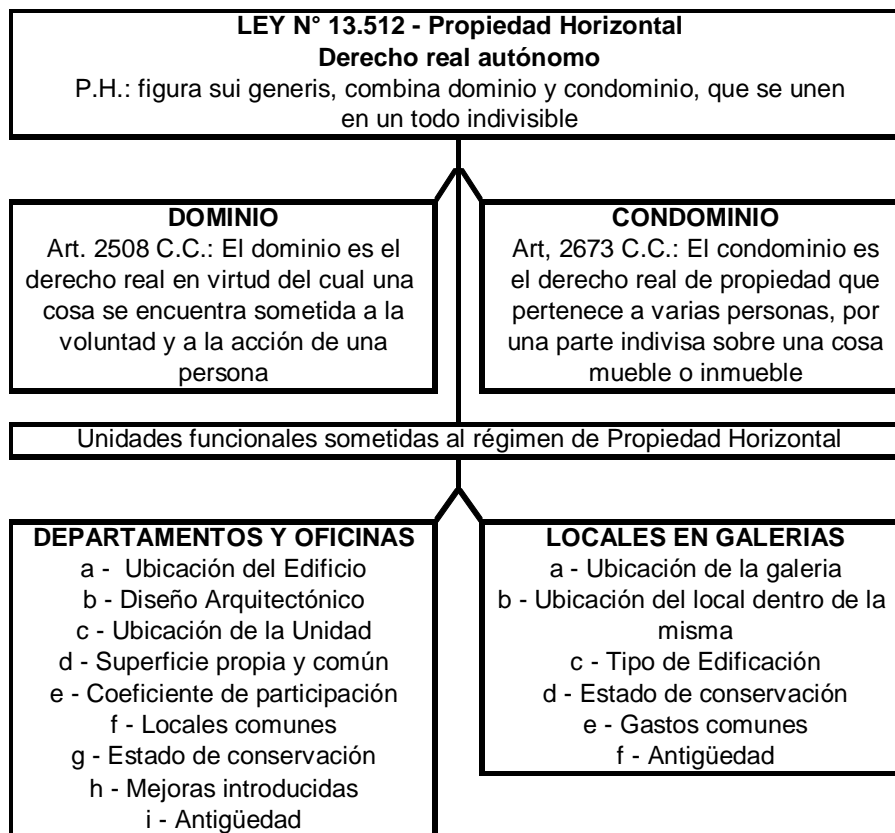 LEY N° 13.512 - Propiedad Horizontal
Derecho real autónomo
P.H.: figura sui generis, combina dominio y condominio, que se unen
en un todo indivisible
DOMINIO
Art. 2508 C.C.: El dominio es el
derecho real en virtud del cual una
cosa se encuentra sometida a la
voluntad y a la acción de una
persona
CONDOMINIO
Art, 2673 C.C.: El condominio es
el derecho real de propiedad que
pertenece a varias personas, por
una parte indivisa sobre una cosa
mueble o inmueble
Unidades funcionales sometidas al régimen de Propiedad Horizontal
DEPARTAMENTOS Y OFICINAS
a - Ubicación del Edificio
b - Diseño Arquitectónico
c - Ubicación de la Unidad
d - Superficie propia y común
e - Coeficiente de participación
f - Locales comunes
g - Estado de conservación
h - Mejoras introducidas
i - Antigüedad
LOCALES EN GALERIAS
a - Ubicación de la galeria
b - Ubicación del local dentro de la
misma
c - Tipo de Edificación
d - Estado de conservación
e - Gastos comunes
f - Antigüedad